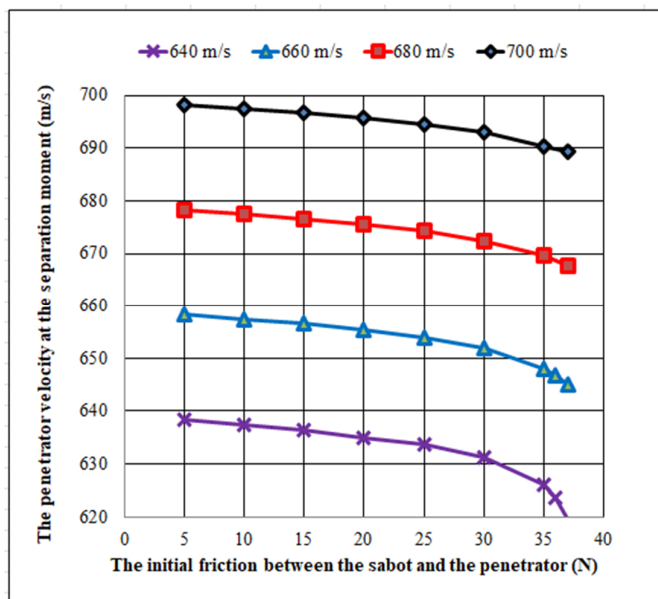 640 m/s 660 m/s 680 m/s 700 m/s
The penetrator velocity at the separation moment (m/s)
700
690
680
670
660
650
640
630
620
0 5 10 15 20 25 30 35 40
The initial friction between the sabot and the penetrator (N)